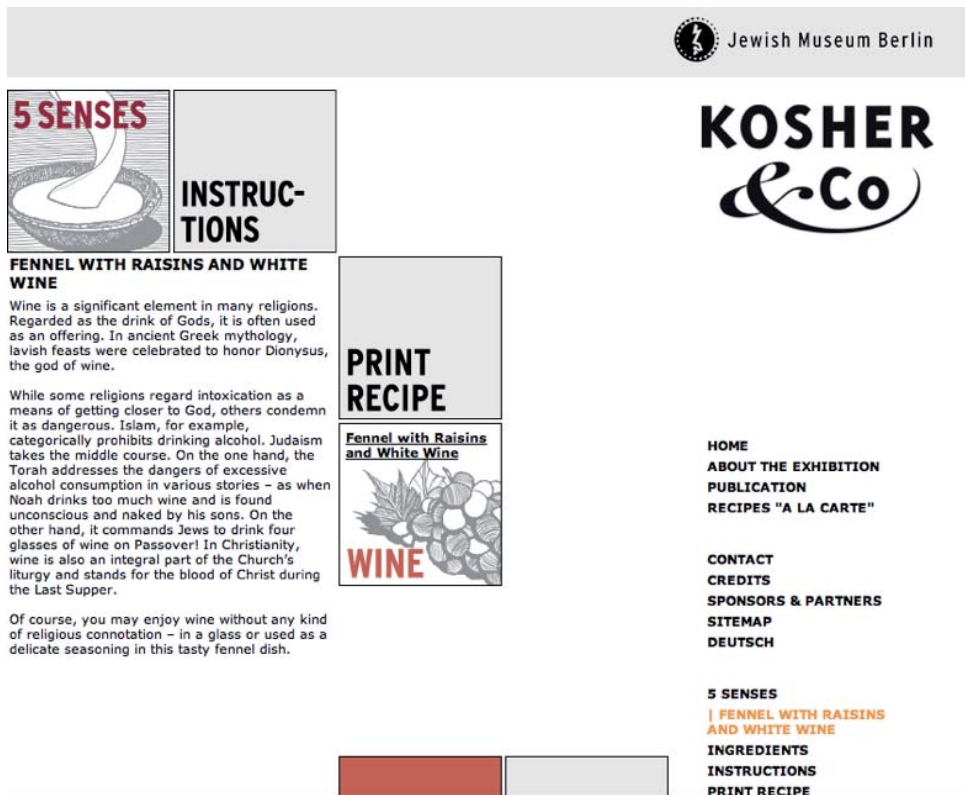 Jewish Museum Berlin
5 SENSES
INSTRUC-
TIONS
KOSHER
& Co
FENNEL WITH RAISINS AND WHITE
WINE
Wine is a significant element in many religions.
Regarded as the drink of Gods, it is often used
as an offering. In ancient Greek mythology,
lavish feasts were celebrated to honor Dionysus,
the god of wine.
While some religions regard intoxication as a
means of getting closer to God, others condemn
it as dangerous. Islam, for example,
categorically prohibits drinking alcohol. Judaism
takes the middle course. On the one hand, the
Torah addresses the dangers of excessive
alcohol consumption in various stories – as when
Noah drinks too much wine and is found
unconscious and naked by his sons. On the
other hand, it commands Jews to drink four
glasses of wine on Passover! In Christianity,
wine is also an integral part of the Church's
liturgy and stands for the blood of Christ during
the Last Supper.
Of course, you may enjoy wine without any kind
of religious connotation – in a glass or used as a
delicate seasoning in this tasty fennel dish.
PRINT
RECIPE
Fennel with Raisins
and White Wine
WINE
HOME
ABOUT THE EXHIBITION
PUBLICATION
RECIPES "A LA CARTE"
CONTACT
CREDITS
SPONSORS & PARTNERS
SITEMAP
DEUTSCH
5 SENSES
| FENNEL WITH RAISINS
AND WHITE WINE
INGREDIENTS
INSTRUCTIONS
PRINT RECIPE